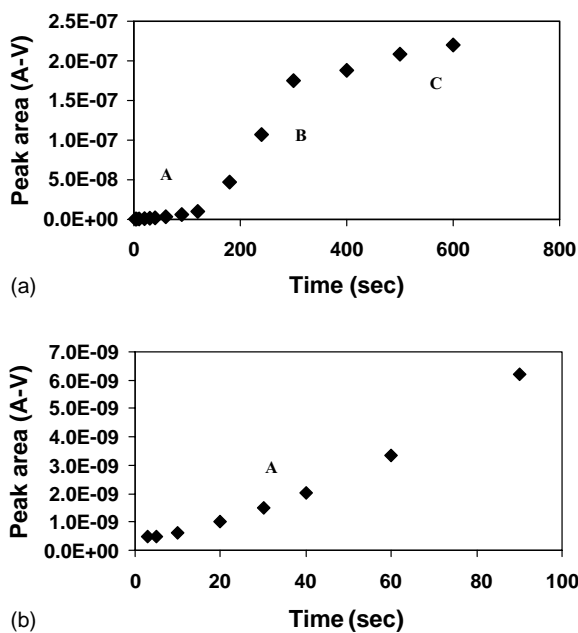 Peak area (A-V)
2.5E-07
2.0E-07
1.5E-07
1.0E-07
5.0E-08
0.0E+00
A
B
C
0 200 400 600 800
Time (sec)
(a)
Peak area (A-V)
7.0E-09
6.0E-09
5.0E-09
4.0E-09
3.0E-09
2.0E-09
1.0E-09
0.0E+00
A
0 20 40 60 80 100
Time (sec)
(b)